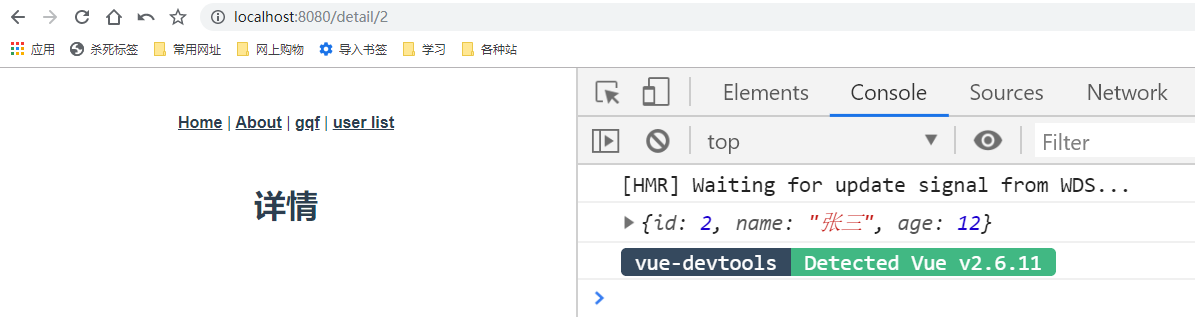 localhost:8080/detail/2
应用 杀死标签 常用网址 网上购物 导入书签 学习 各种站
Home | About | gqf | user list
详情
Elements Console Sources Network
top Filter
[HMR] Waiting for update signal from WDS...
{id: 2, name: "张三", age: 12}
vue-devtools Detected Vue v2.6.11